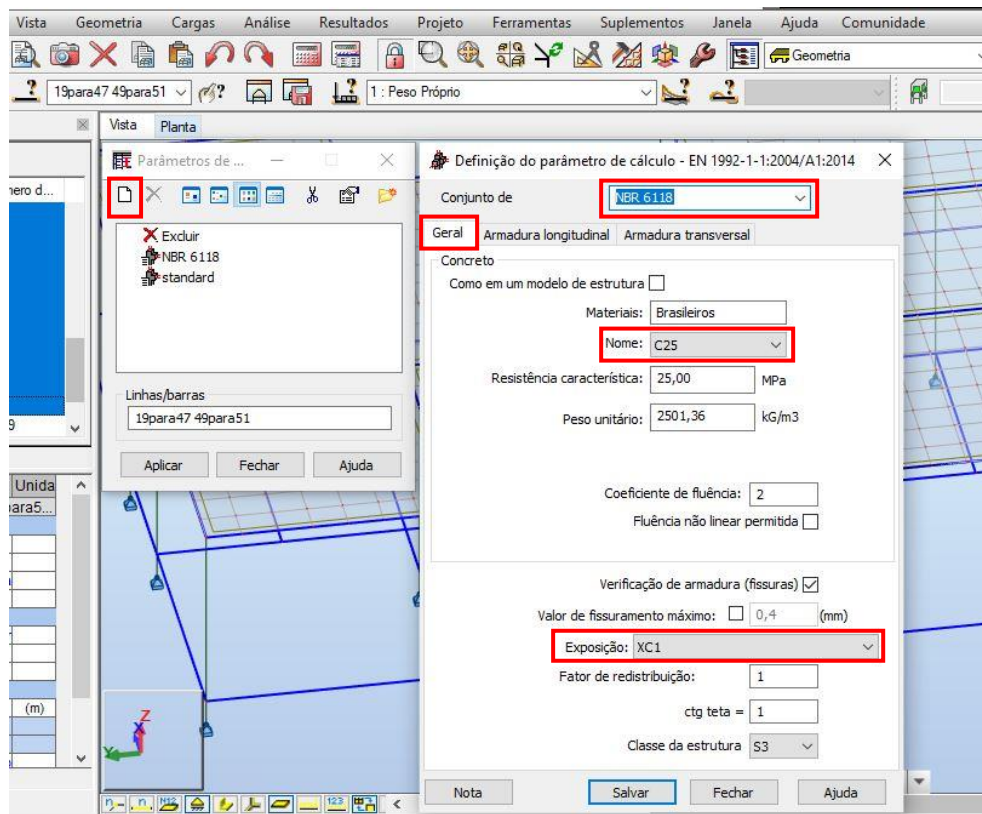 Vista Geometria Cargas Análise Resultados Projeto Ferramentas Suplementos Janela Ajuda Comunidade
Geometria
19para47 49para51
1 : Peso Próprio
Vista Planta
Parâmetros de ...
Excluir
NBR 6118
standard
Linhas/barras
19para47 49para51
Aplicar Fechar Ajuda
Definição do parâmetro de cálculo - EN 1992-1-1:2004/A1:2014
Conjunto de NBR 6118
Geral Armadura longitudinal Armadura transversal
Concreto
Como em um modelo de estrutura
Materiais: Brasileiros
Nome: C25
Resistência característica: 25,00 MPa
Peso unitário: 2501,36 kG/m3
Coeficiente de fluência: 2
Fluência não linear permitida
Verificação de armadura (fissuras)
Valor de fissuramento máximo: 0,4 (mm)
Exposição: XC1
Fator de redistribuição: 1
ctg teta = 1
Classe da estrutura S3
Nota Salvar Fechar Ajuda
nero d...
9
Unida
para5...
(m)
Z
X
Y
123